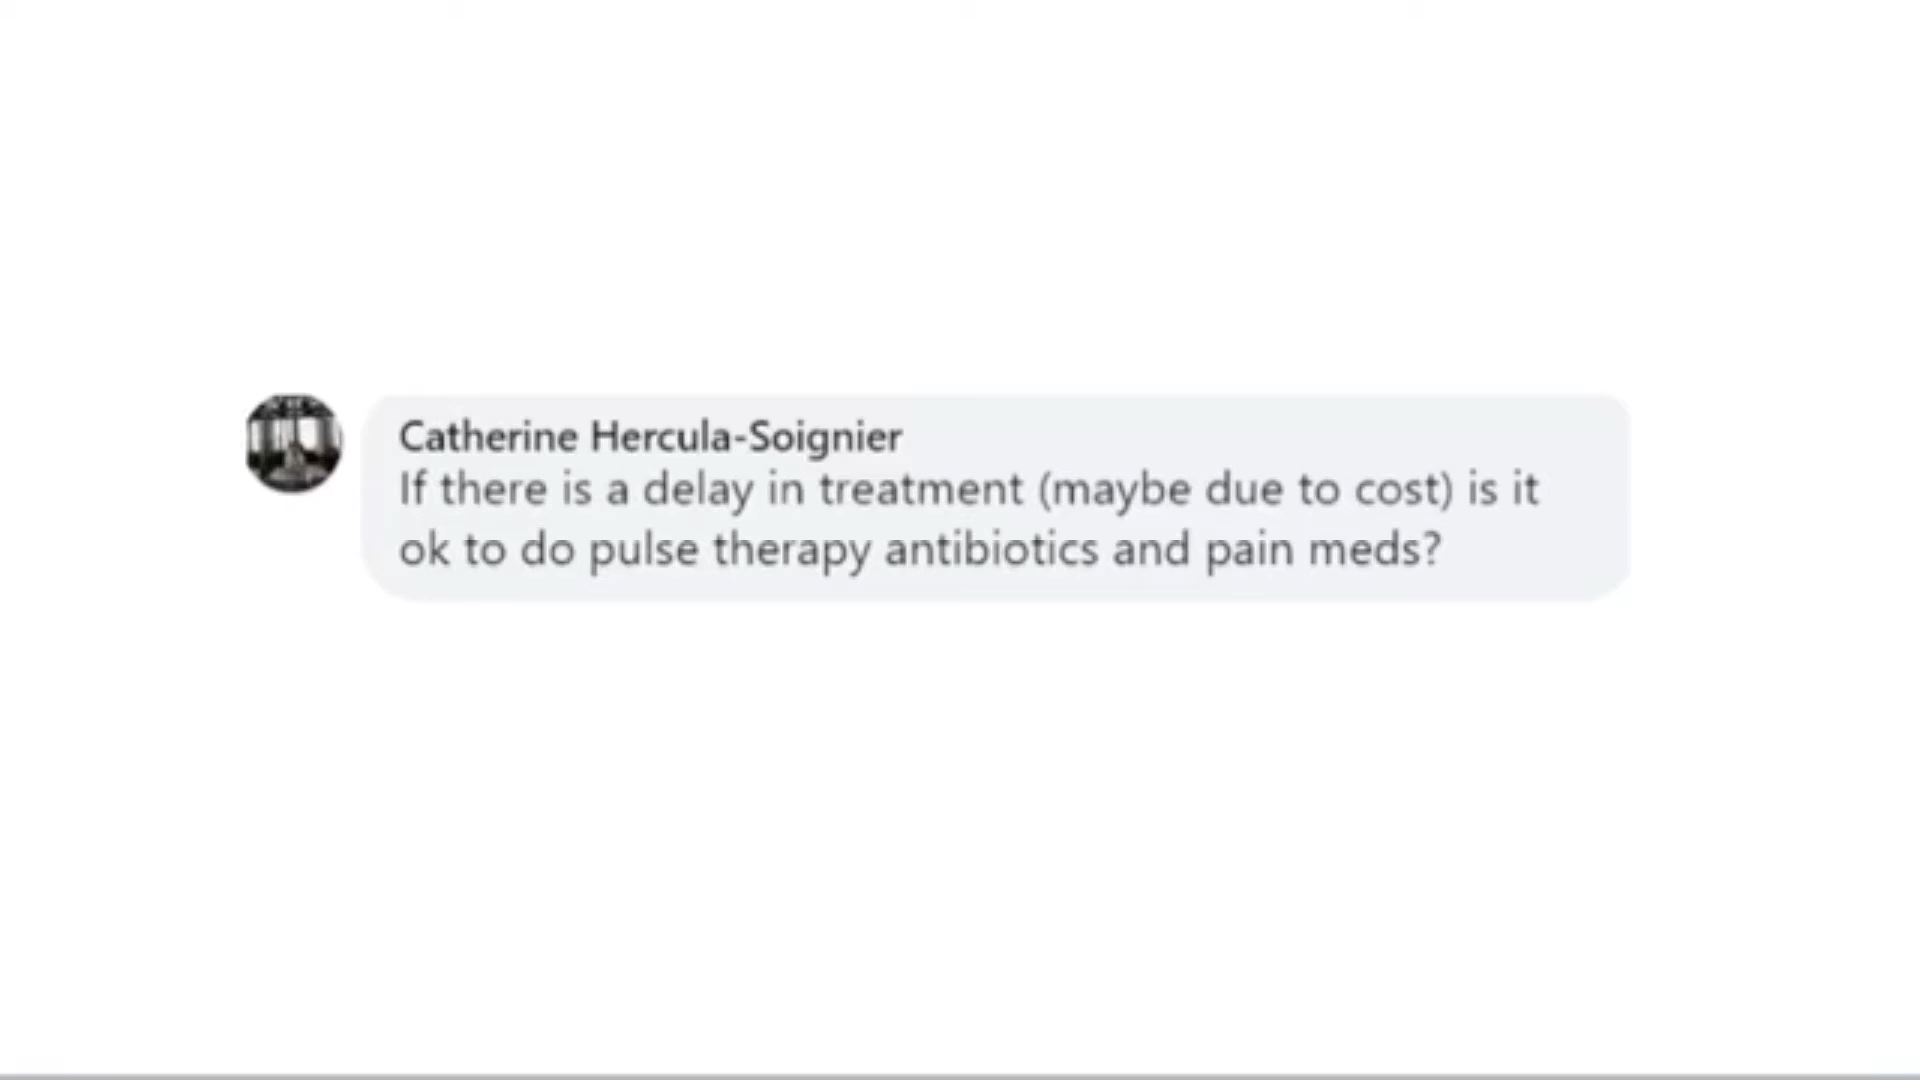 Catherine Hercula-Soignier
If there is a delay in treatment (maybe due to cost) is it
ok to do pulse therapy antibiotics and pain meds?